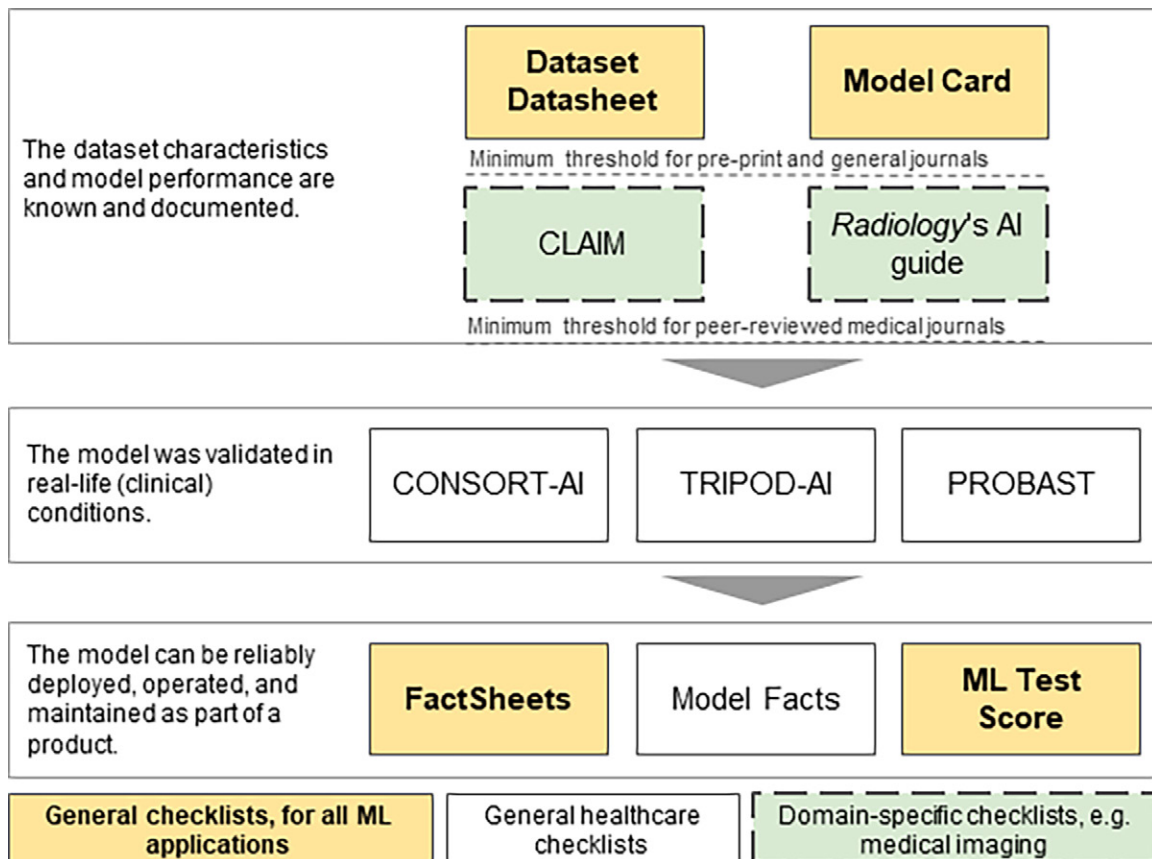 Dataset
Datasheet
Model Card
The dataset characteristics
and model performance are
known and documented.
Minimum threshold for pre-print and general journals
CLAIM
Radiology's AI
guide
Minimum threshold for peer-reviewed medical journals
The model was validated in
real-life (clinical)
conditions.
CONSORT-AI
TRIPOD-AI
PROBAST
The model can be reliably
deployed, operated, and
maintained as part of a
product.
FactSheets
Model Facts
ML Test
Score
General checklists, for all ML
applications
General healthcare
checklists
Domain-specific checklists, e.g.
medical imaging